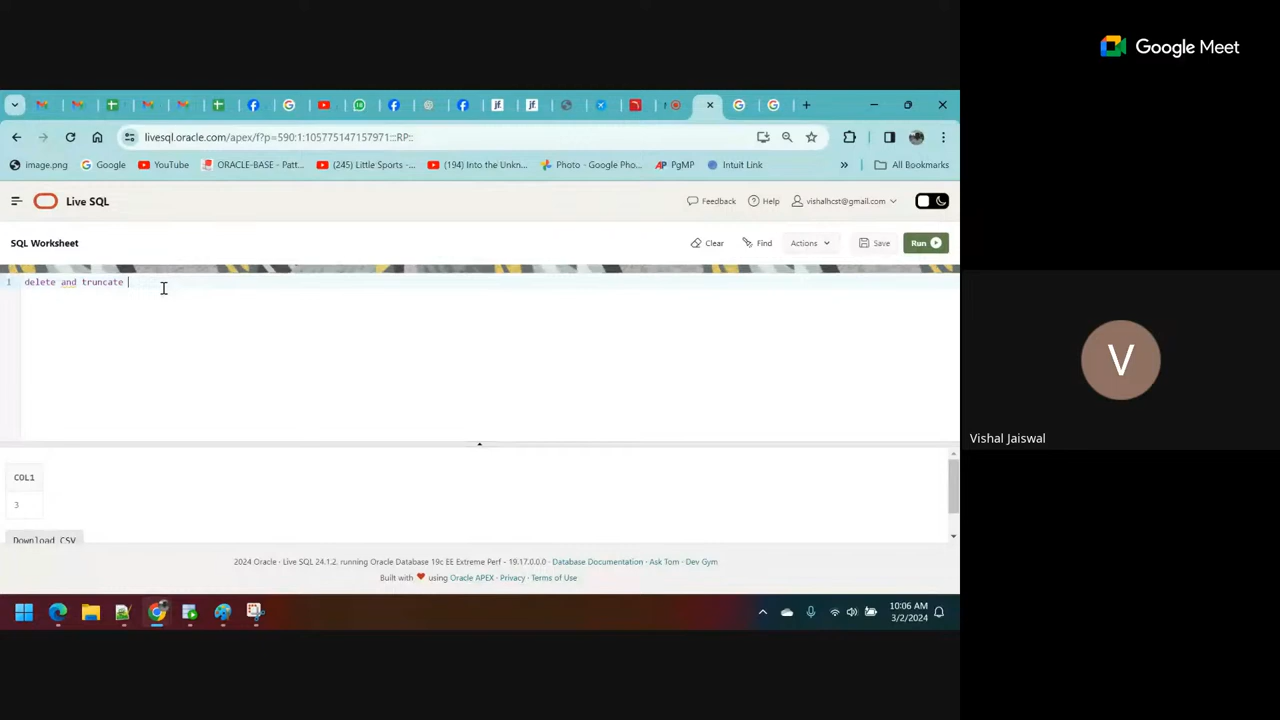 Google Meet
livesql.oracle.com/apex/f?p=590:1:105775147157971:::RP::
image.png
Google
YouTube
ORACLE-BASE - Patt...
(245) Little Sports -...
(194) Into the Unkn...
Photo - Google Pho...
PgMP
Intuit Link
»
All Bookmarks
Live SQL
Feedback
Help
vishalhcst@gmail.com
SQL Worksheet
Clear
Find
Actions
Save
Run
1 delete and truncate
COL1
3
Download CSV
2024 Oracle · Live SQL 24.1.2, running Oracle Database 19c EE Extreme Perf - 19.17.0.0.0 · Database Documentation · Ask Tom · Dev Gym
Built with ❤ using Oracle APEX · Privacy · Terms of Use
10:06 AM
3/2/2024
V
Vishal Jaiswal